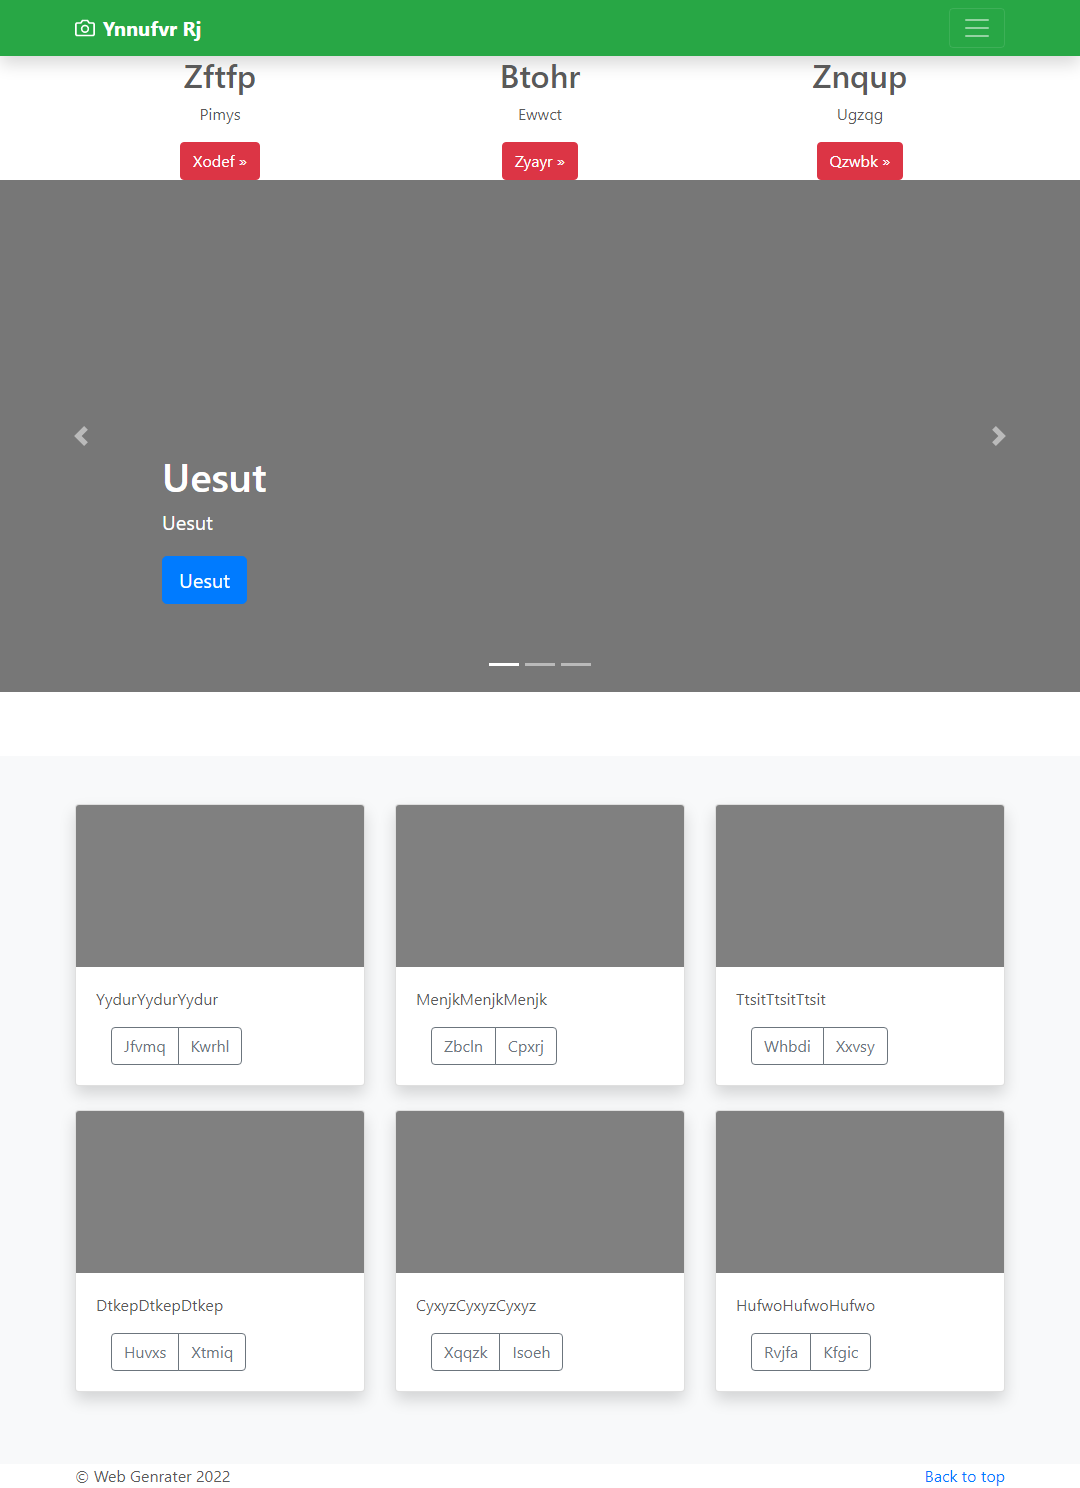 Ynnufvr Rj
Zftfp
Btohr
Znqup
Pimys
Ewwct
Ugzqg
Xodef »
Zyayr »
Qzwbk »
Uesut
Uesut
Uesut
YydurYydurYydur
MenjkMenjkMenjk
TtsitTtsitTtsit
Jfvmq Kwrhl
Zbcln Cpxrj
Whbdi Xxvsy
DtkepDtkepDtkep
CyxyzCyxyzCyxyz
HufwoHufwoHufwo
Huvxs Xtmiq
Xqqzk Isoeh
Rvjfa Kfgic
© Web Genrater 2022
Back to top